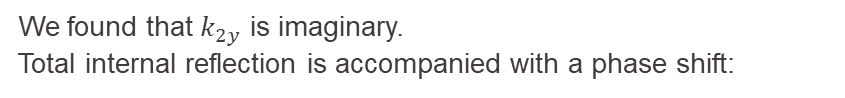 We found that k₂y is imaginary.
Total internal reflection is accompanied with a phase shift: